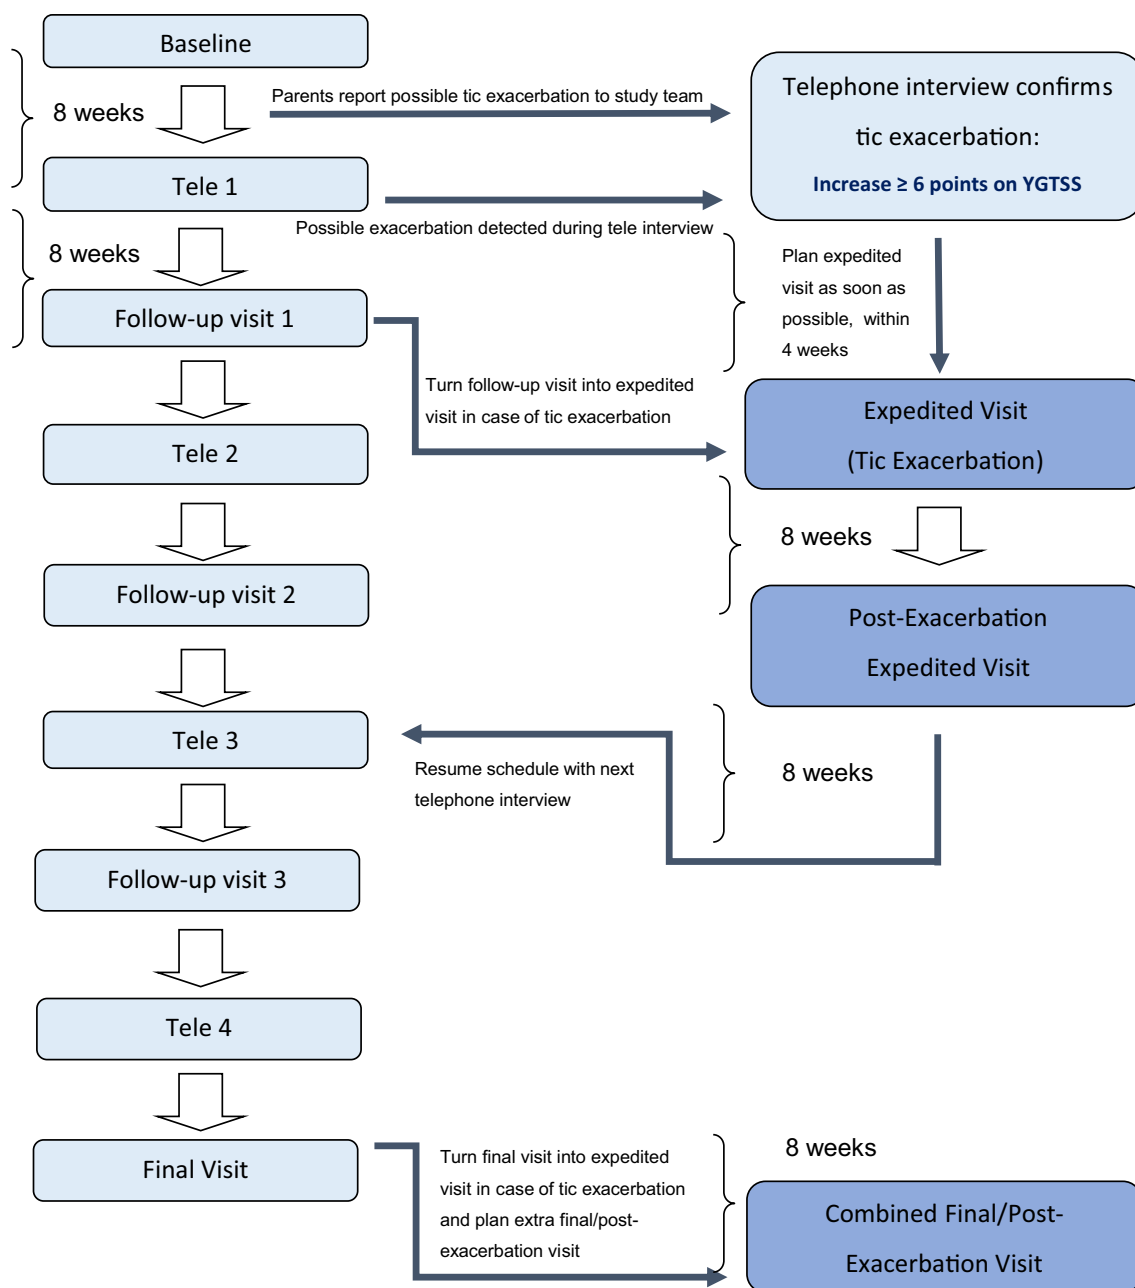 Baseline
8 weeks
Parents report possible tic exacerbation to study team
Telephone interview confirms
tic exacerbation:
Increase ≥ 6 points on YGTSS
Tele 1
Possible exacerbation detected during tele interview
8 weeks
Plan expedited
visit as soon as
possible, within
4 weeks
Follow-up visit 1
Turn follow-up visit into expedited
visit in case of tic exacerbation
Expedited Visit
(Tic Exacerbation)
Tele 2
8 weeks
Follow-up visit 2
Post-Exacerbation
Expedited Visit
Tele 3
Resume schedule with next
telephone interview
8 weeks
Follow-up visit 3
Tele 4
Final Visit
Turn final visit into expedited
visit in case of tic exacerbation
and plan extra final/post-
exacerbation visit
8 weeks
Combined Final/Post-
Exacerbation Visit